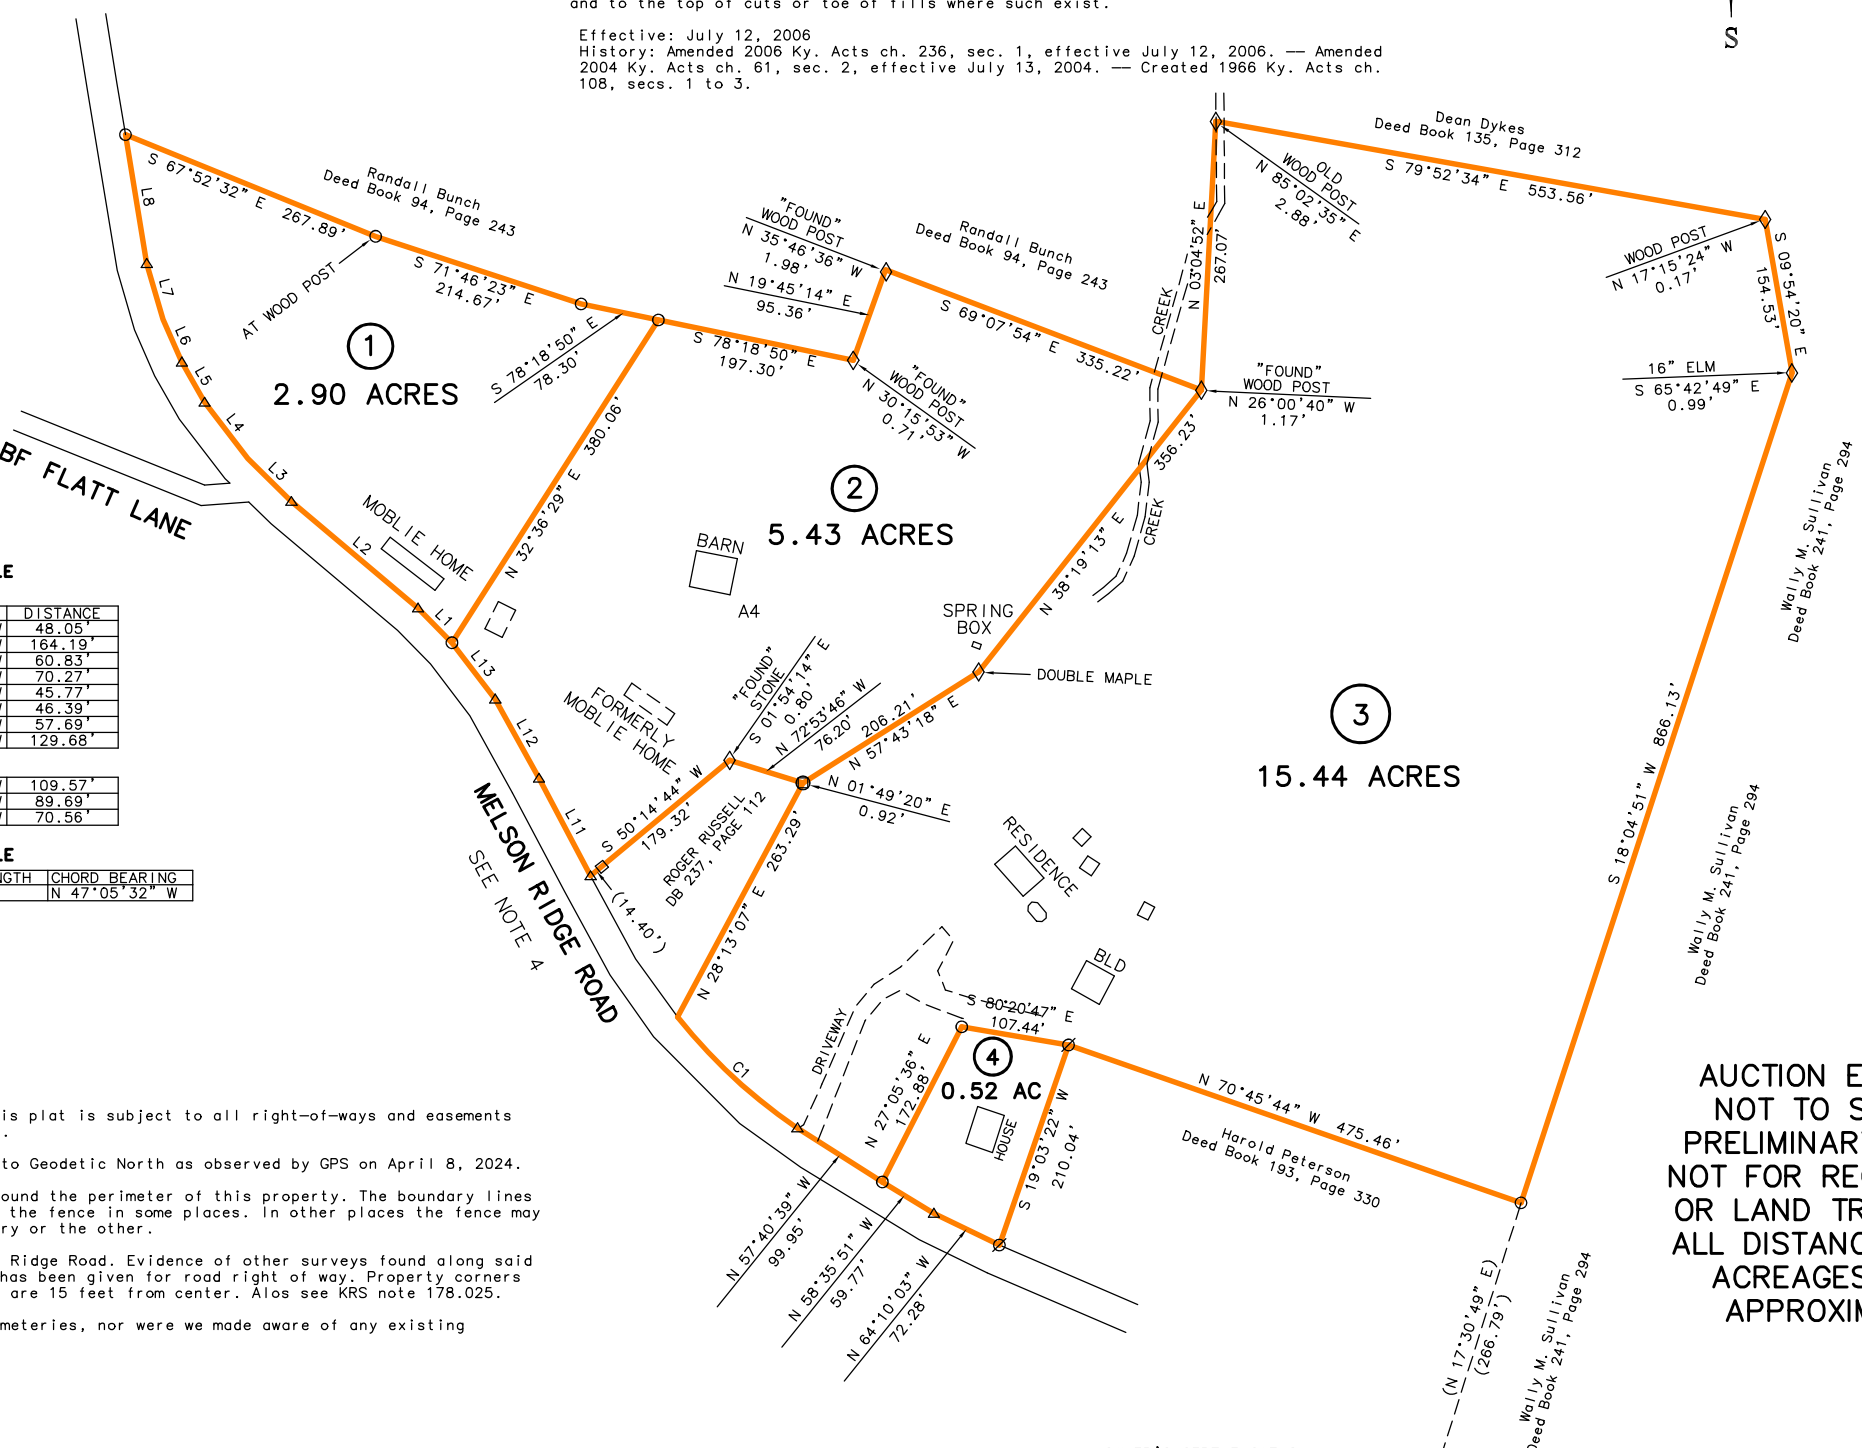 and to the top of cuts or toe of fills where such exist.
Effective: July 12, 2006
History: Amended 2006 Ky. Acts ch. 236, sec. 1, effective July 12, 2006. —— Amended
2004 Ky. Acts ch. 61, sec. 2, effective July 13, 2004. —— Created 1966 Ky. Acts ch.
108, secs. 1 to 3.
S
Dean Dykes
Deed Book 135, Page 312
S 79°52'34" E 553.56'
OLD
WOOD POST
N 85°02'35" E
2.88'
S 67°52'32" E 267.89'
Randall Bunch
Deed Book 94, Page 243
L8
AT WOOD POST
S 71°46'23" E
214.67'
"FOUND"
WOOD POST
N 35°46'36" W
1.98'
N 19°45'14" E
95.36'
Randall Bunch
Deed Book 94, Page 243
S 69°07'54" E 335.22'
N 03°04'52" E
267.07'
CREEK
WOOD POST
N 17°15'24" W
0.17'
S 09°54'20" E
154.53'
16" ELM
S 65°42'49" E
0.99'
L7
L6
L5
L4
L3
L2
L1
1
2.90 ACRES
S 78°18'50" E
78.30'
S 78°18'50" E
197.30'
"FOUND"
WOOD POST
N 30°15'53" W
0.71'
"FOUND"
WOOD POST
N 26°00'40" W
1.17'
N 32°36'29" E 380.06'
2
5.43 ACRES
N 38°19'13" E 356.23'
CREEK
BF FLATT LANE
MOBLIE HOME
BARN
A4
SPRING
BOX
DOUBLE MAPLE
Wally M. Sullivan
Deed Book 241, Page 294
LE
DISTANCE
W 48.05'
W 164.19'
W 60.83'
W 70.27'
W 45.77'
W 46.39'
W 57.69'
W 129.68'
W 109.57'
W 89.69'
W 70.56'
LE
NGTH CHORD BEARING
N 47°05'32" W
L13
L12
L11
FORMERLY
MOBLIE HOME
"FOUND"
STONE
S 01°54'14" E
0.80'
N 72°53'46" W
76.20'
206.21'
N 57°43'18" E
N 01°49'20" E
0.92'
S 50°14'44" W
179.32'
ROGER RUSSELL
DB 237, PAGE 112
(14.40')
N 28°13'07" E 263.29'
MELSON RIDGE ROAD
SEE NOTE 4
3
15.44 ACRES
S 18°04'51" W 866.13'
Wally M. Sullivan
Deed Book 241, Page 294
RESIDENCE
BLD
DRIVEWAY
C1
S 80°20'47" E
107.44'
4
0.52 AC
HOUSE
N 27°05'36" E
172.88'
S 19°03'22" W
210.04'
N 70°45'44" W 475.46'
Harold Peterson
Deed Book 193, Page 330
N 57°40'39" W
99.95'
N 58°35'51" W
59.77'
N 64°10'03" W
72.28'
(N 17°30'49" E)
(266.79')
Wally M. Sullivan
Deed Book 241, Page 294
is plat is subject to all right—of—ways and easements
.
to Geodetic North as observed by GPS on April 8, 2024.
ound the perimeter of this property. The boundary lines
the fence in some places. In other places the fence may
ry or the other.
Ridge Road. Evidence of other surveys found along said
has been given for road right of way. Property corners
are 15 feet from center. Alos see KRS note 178.025.
meteries, nor were we made aware of any existing
AUCTION E
NOT TO S
PRELIMINAR
NOT FOR RE
OR LAND TR
ALL DISTANC
ACREAGES
APPROXIM